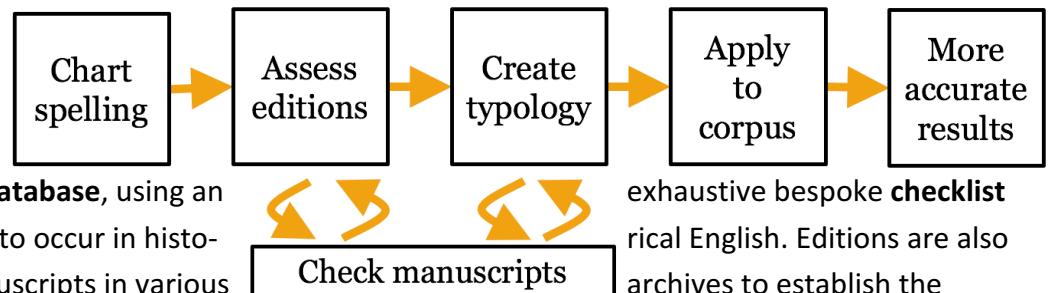 Chart
spelling
Assess
editions
Create
typology
Apply
to
corpus
More
accurate
results
atabase, using an
exhaustive bespoke checklist
to occur in histo-
rical English. Editions are also
uscripts in various
archives to establish the
Check manuscripts